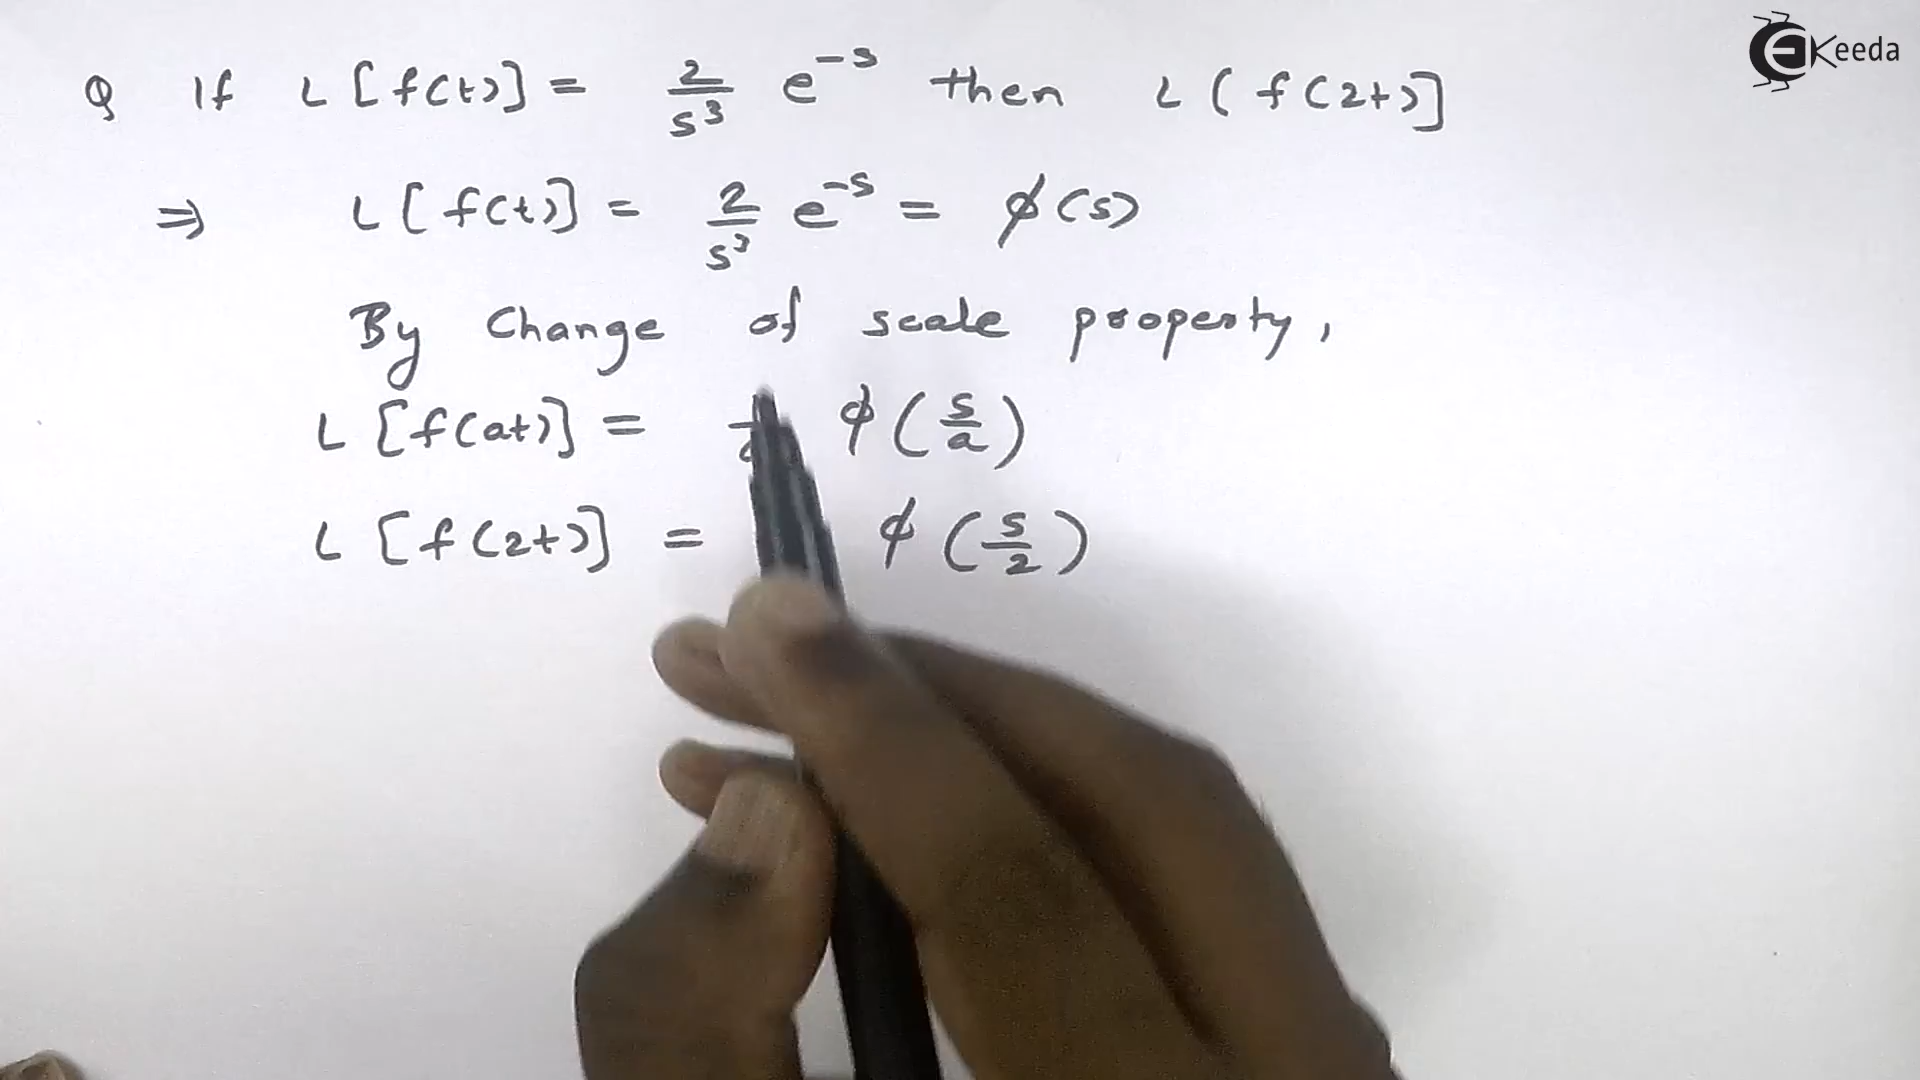 Q If L[f(t)] = 2/s³ e⁻ˢ then L(f(2t)]
⇒ L[f(t)] = 2/s³ e⁻ˢ = φ(s)
By Change of scale property,
L[f(at)] = φ(s/a)
L[f(2t)] = φ(s/2)
EKeeda